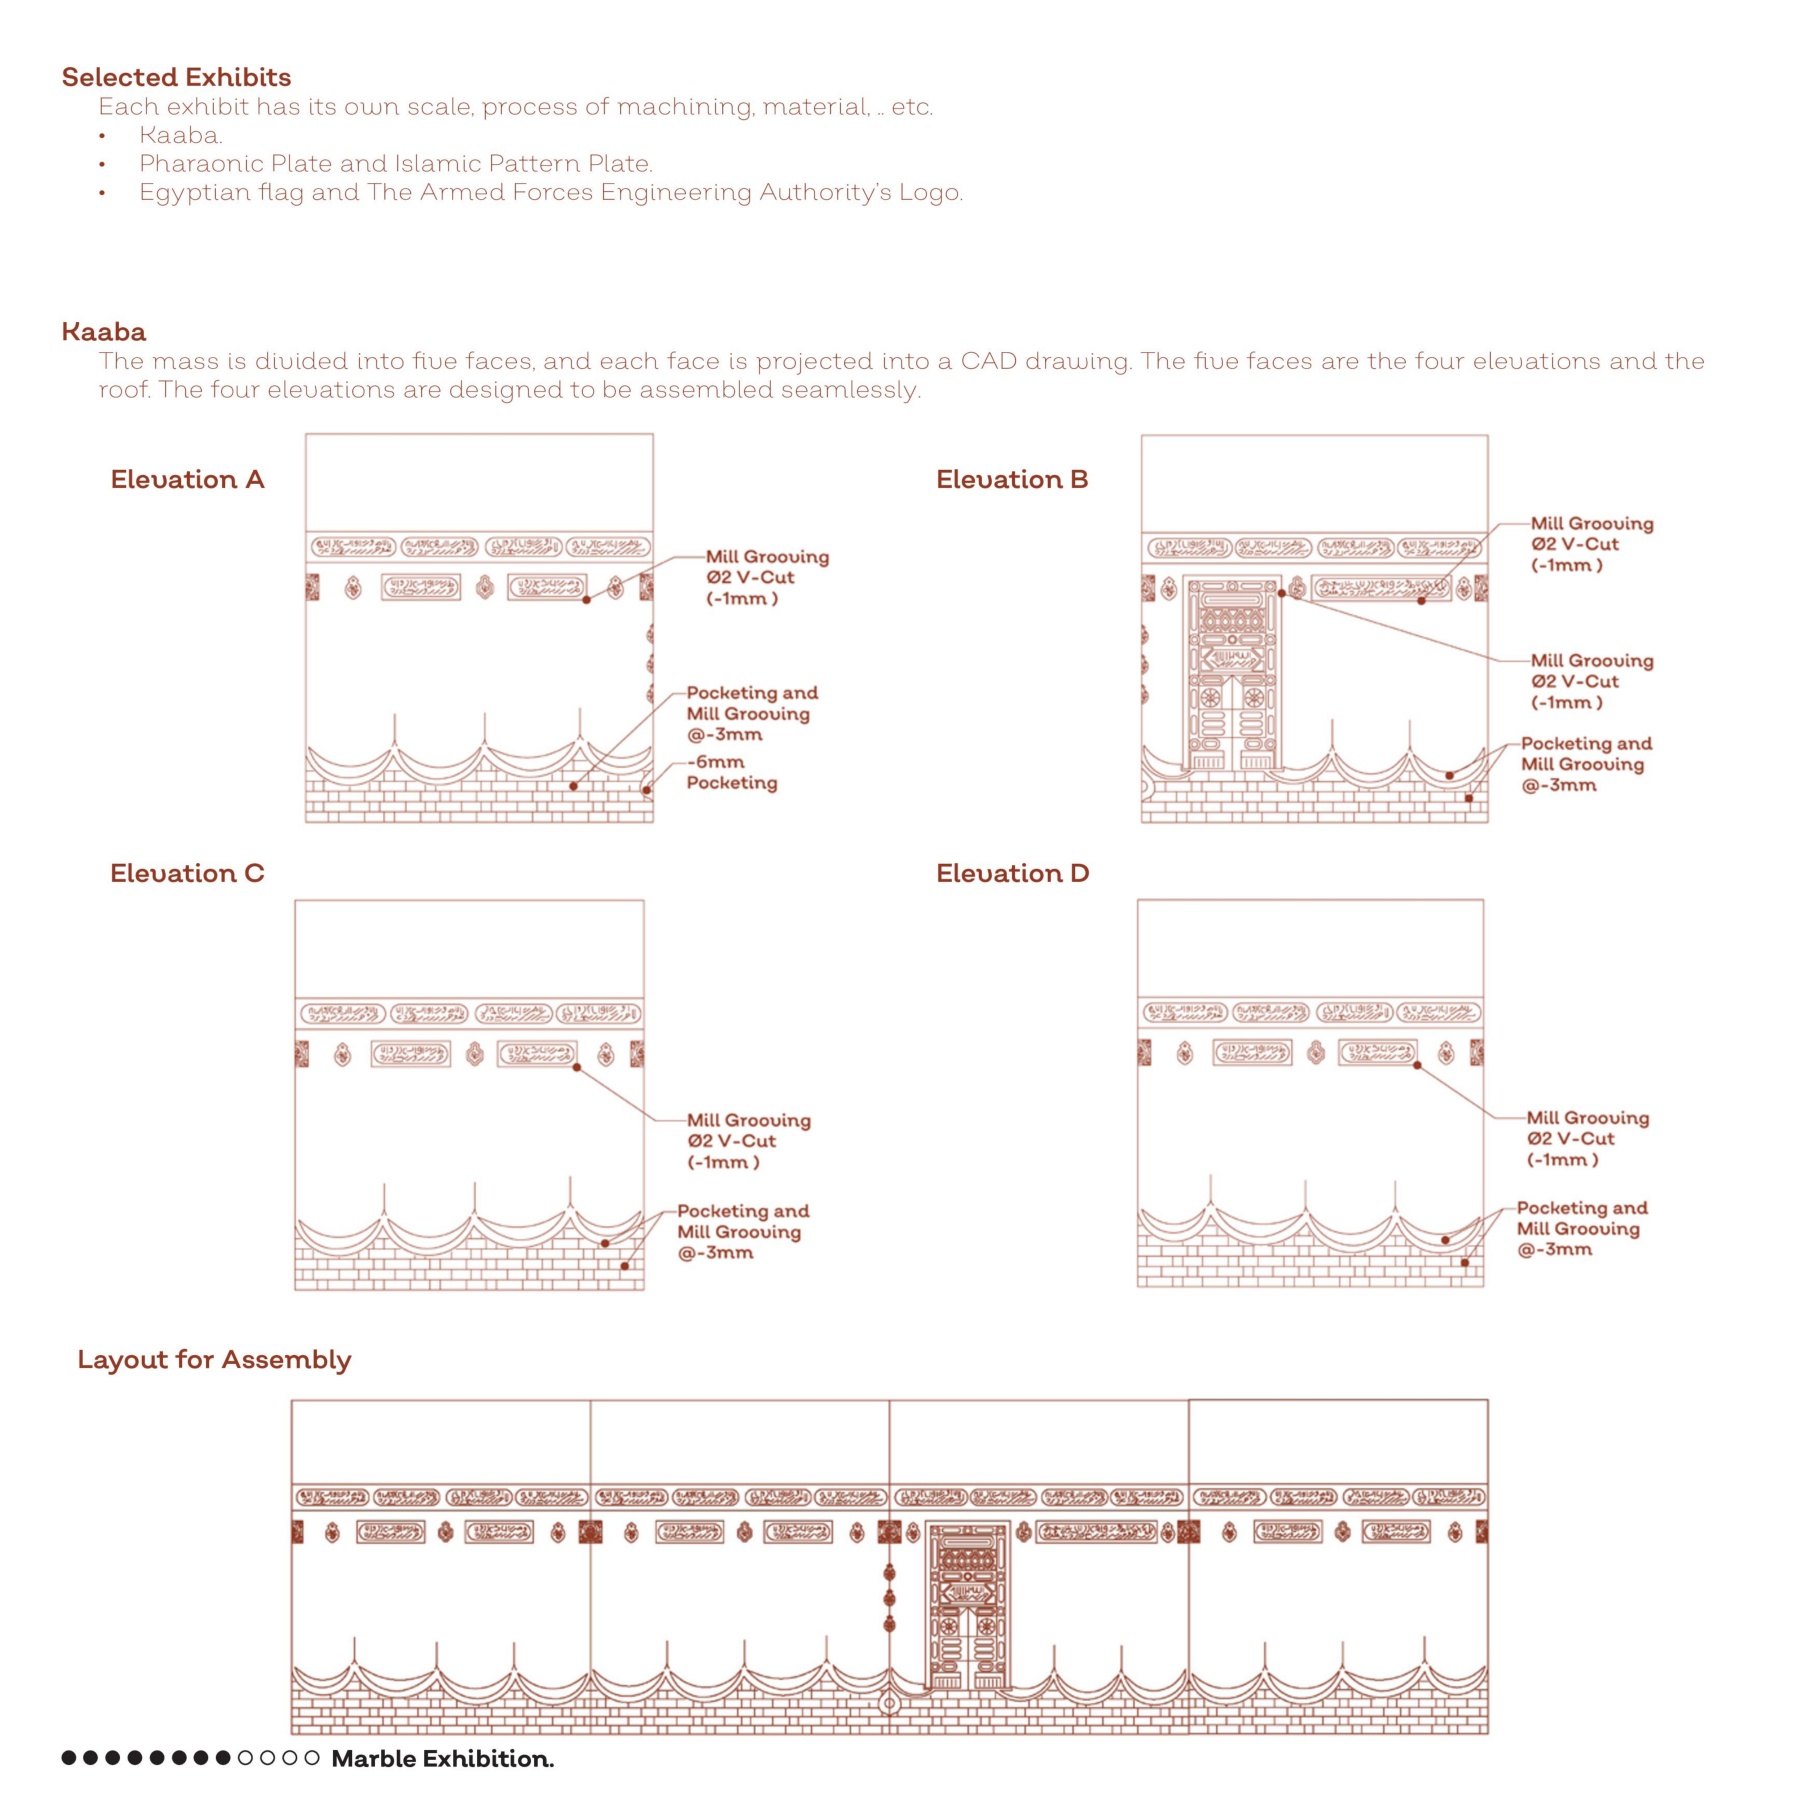 Selected Exhibits
Each exhibit has its own scale, process of machining, material, .. etc.
• Kaaba.
• Pharaonic Plate and Islamic Pattern Plate.
• Egyptian flag and The Armed Forces Engineering Authority's Logo.
Kaaba
The mass is divided into five faces, and each face is projected into a CAD drawing. The five faces are the four elevations and the
roof. The four elevations are designed to be assembled seamlessly.
Elevation A
Mill Grooving
Ø2 V-Cut
(-1mm )
Pocketing and
Mill Grooving
@-3mm
-6mm
Pocketing
Elevation B
Mill Grooving
Ø2 V-Cut
(-1mm )
Mill Grooving
Ø2 V-Cut
(-1mm )
Pocketing and
Mill Grooving
@-3mm
Elevation C
Mill Grooving
Ø2 V-Cut
(-1mm )
Pocketing and
Mill Grooving
@-3mm
Elevation D
Mill Grooving
Ø2 V-Cut
(-1mm )
Pocketing and
Mill Grooving
@-3mm
Layout for Assembly
Marble Exhibition.